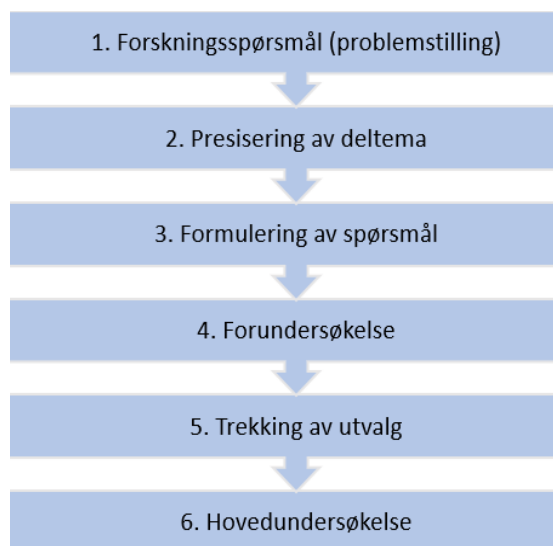 1. Forskningsspørsmål (problemstilling)
2. Presisering av deltema
3. Formulering av spørsmål
4. Forundersøkelse
5. Trekking av utvalg
6. Hovedundersøkelse